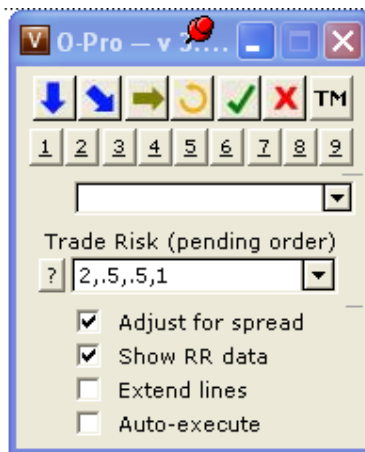 V O-Pro – v 3....
TM
1 2 3 4 5 6 7 8 9
Trade Risk (pending order)
? 2,.5,.5,1
Adjust for spread
Show RR data
Extend lines
Auto-execute